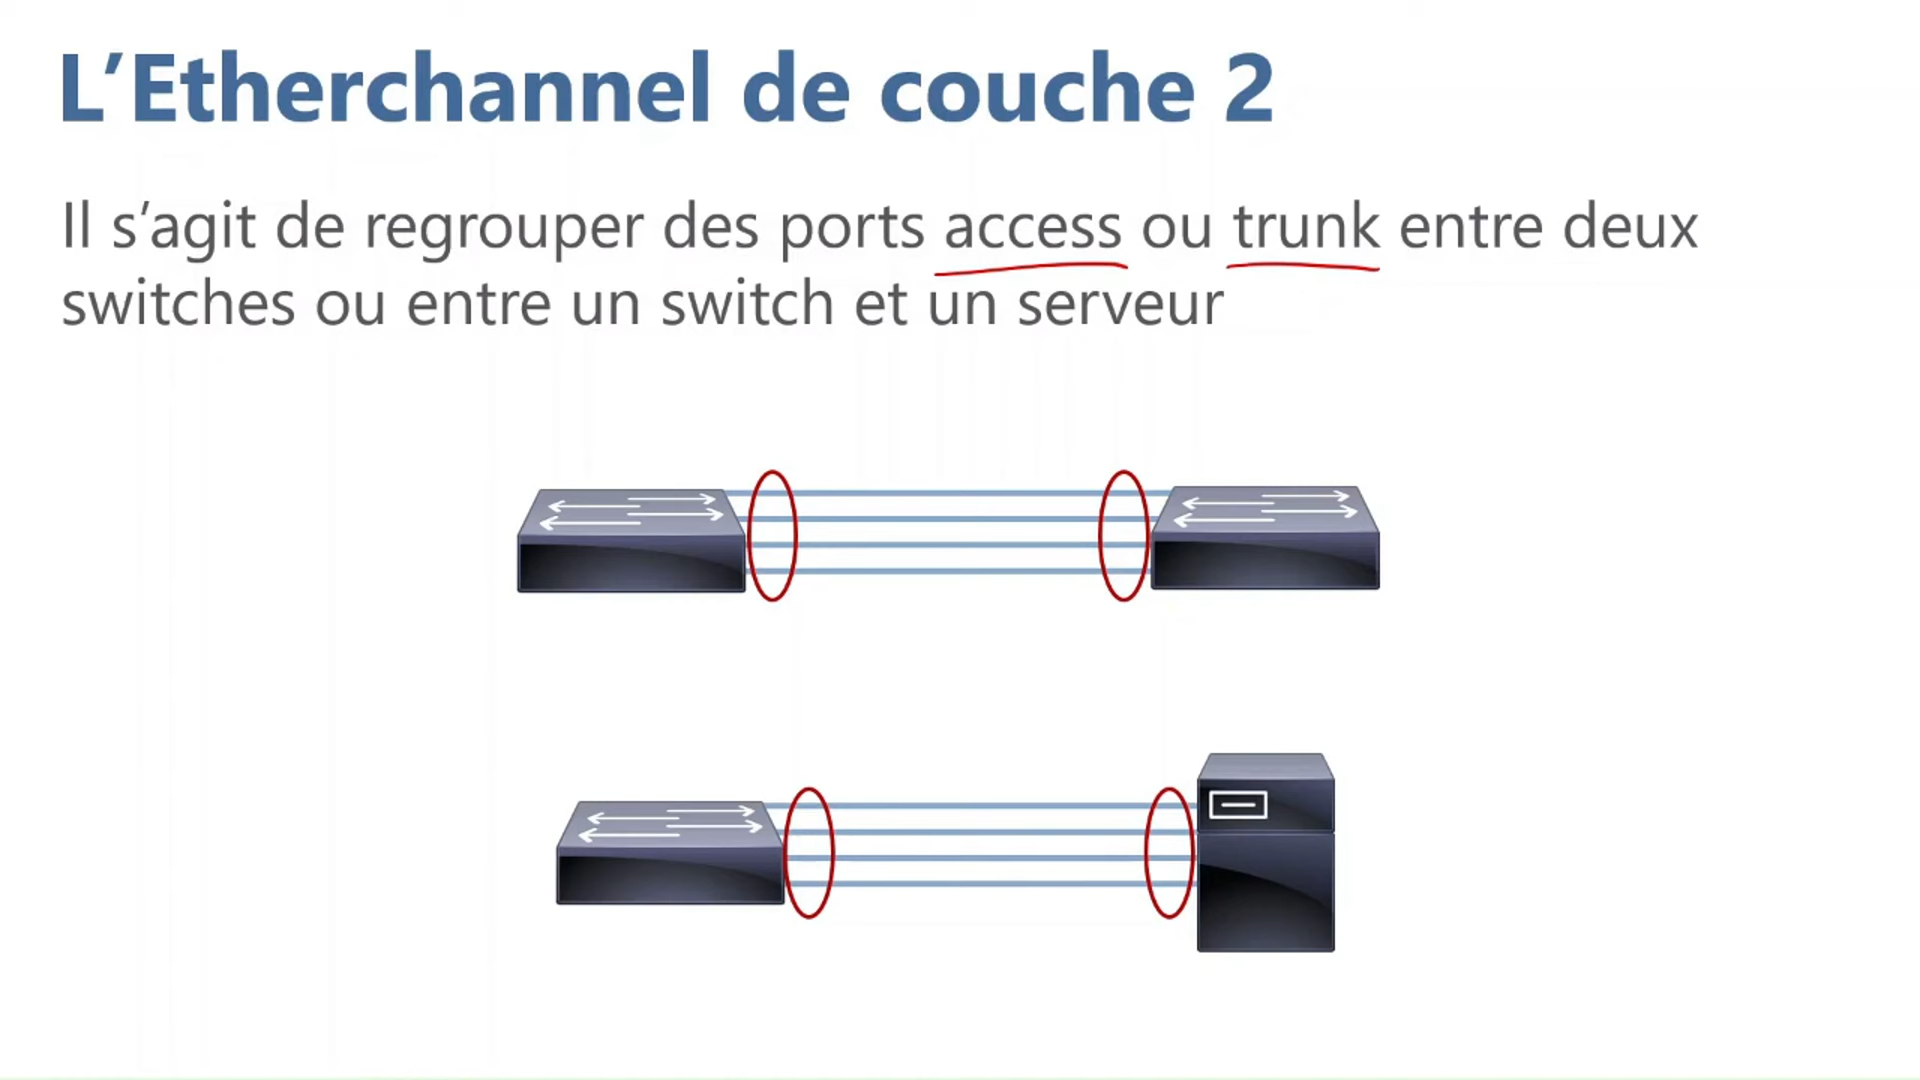 L’Etherchannel de couche 2
Il s’agit de regrouper des ports access ou trunk entre deux
switches ou entre un switch et un serveur